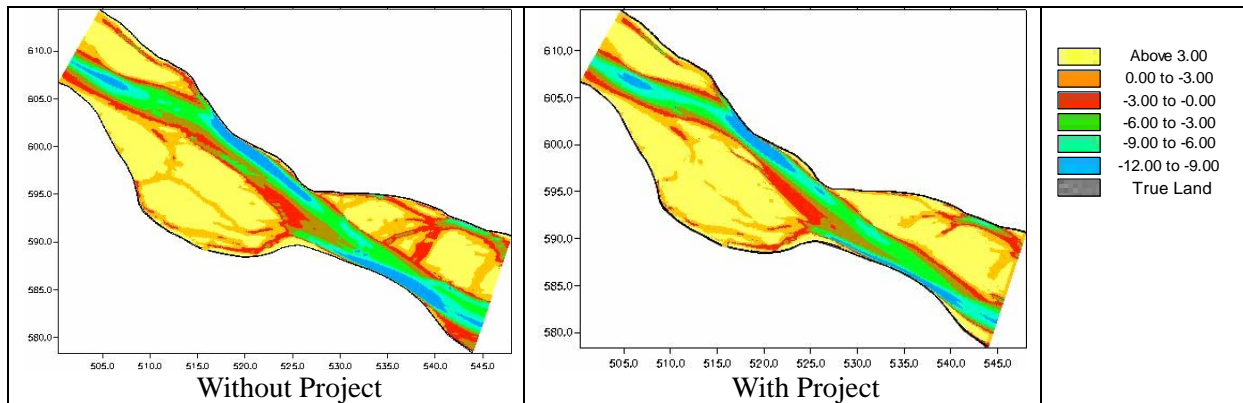 610.0
605.0
600.0
595.0
590.0
585.0
580.0
505.0 510.0 515.0 520.0 525.0 530.0 535.0 540.0 545.0
Without Project
610.0
605.0
600.0
595.0
590.0
585.0
580.0
505.0 510.0 515.0 520.0 525.0 530.0 535.0 540.0 545.0
With Project
Above 3.00
0.00 to -3.00
-3.00 to -0.00
-6.00 to -3.00
-9.00 to -6.00
-12.00 to -9.00
True Land